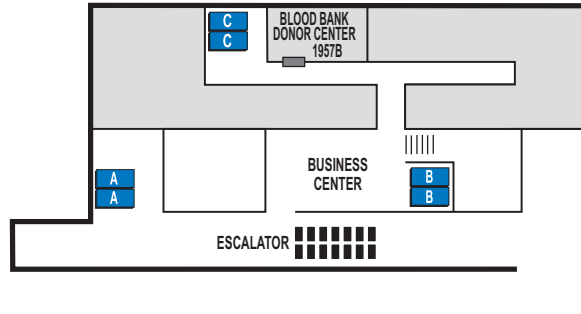 C
C
BLOOD BANK
DONOR CENTER
1957B
A
A
BUSINESS
CENTER
B
B
ESCALATOR